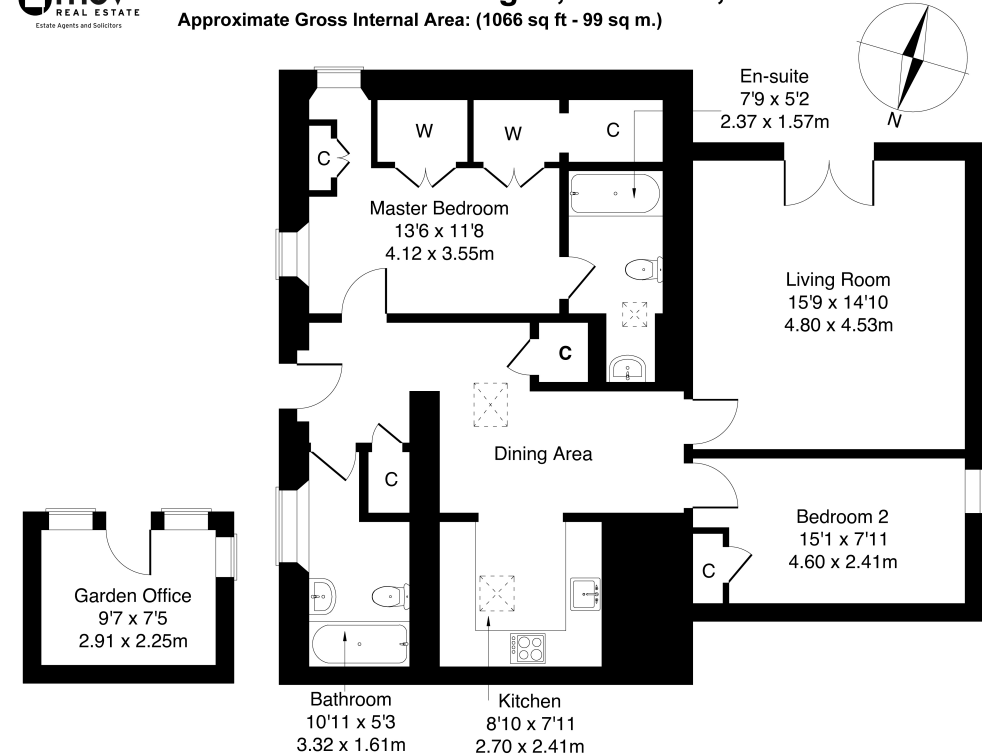 REAL ESTATE
Estate Agents and Solicitors
Approximate Gross Internal Area: (1066 sq ft - 99 sq m.)
En-suite
7'9 x 5'2
2.37 x 1.57m
N
W
W
C
C
Master Bedroom
13'6 x 11'8
4.12 x 3.55m
Living Room
15'9 x 14'10
4.80 x 4.53m
C
Dining Area
C
Bedroom 2
15'1 x 7'11
4.60 x 2.41m
C
Garden Office
9'7 x 7'5
2.91 x 2.25m
Bathroom
10'11 x 5'3
3.32 x 1.61m
Kitchen
8'10 x 7'11
2.70 x 2.41m